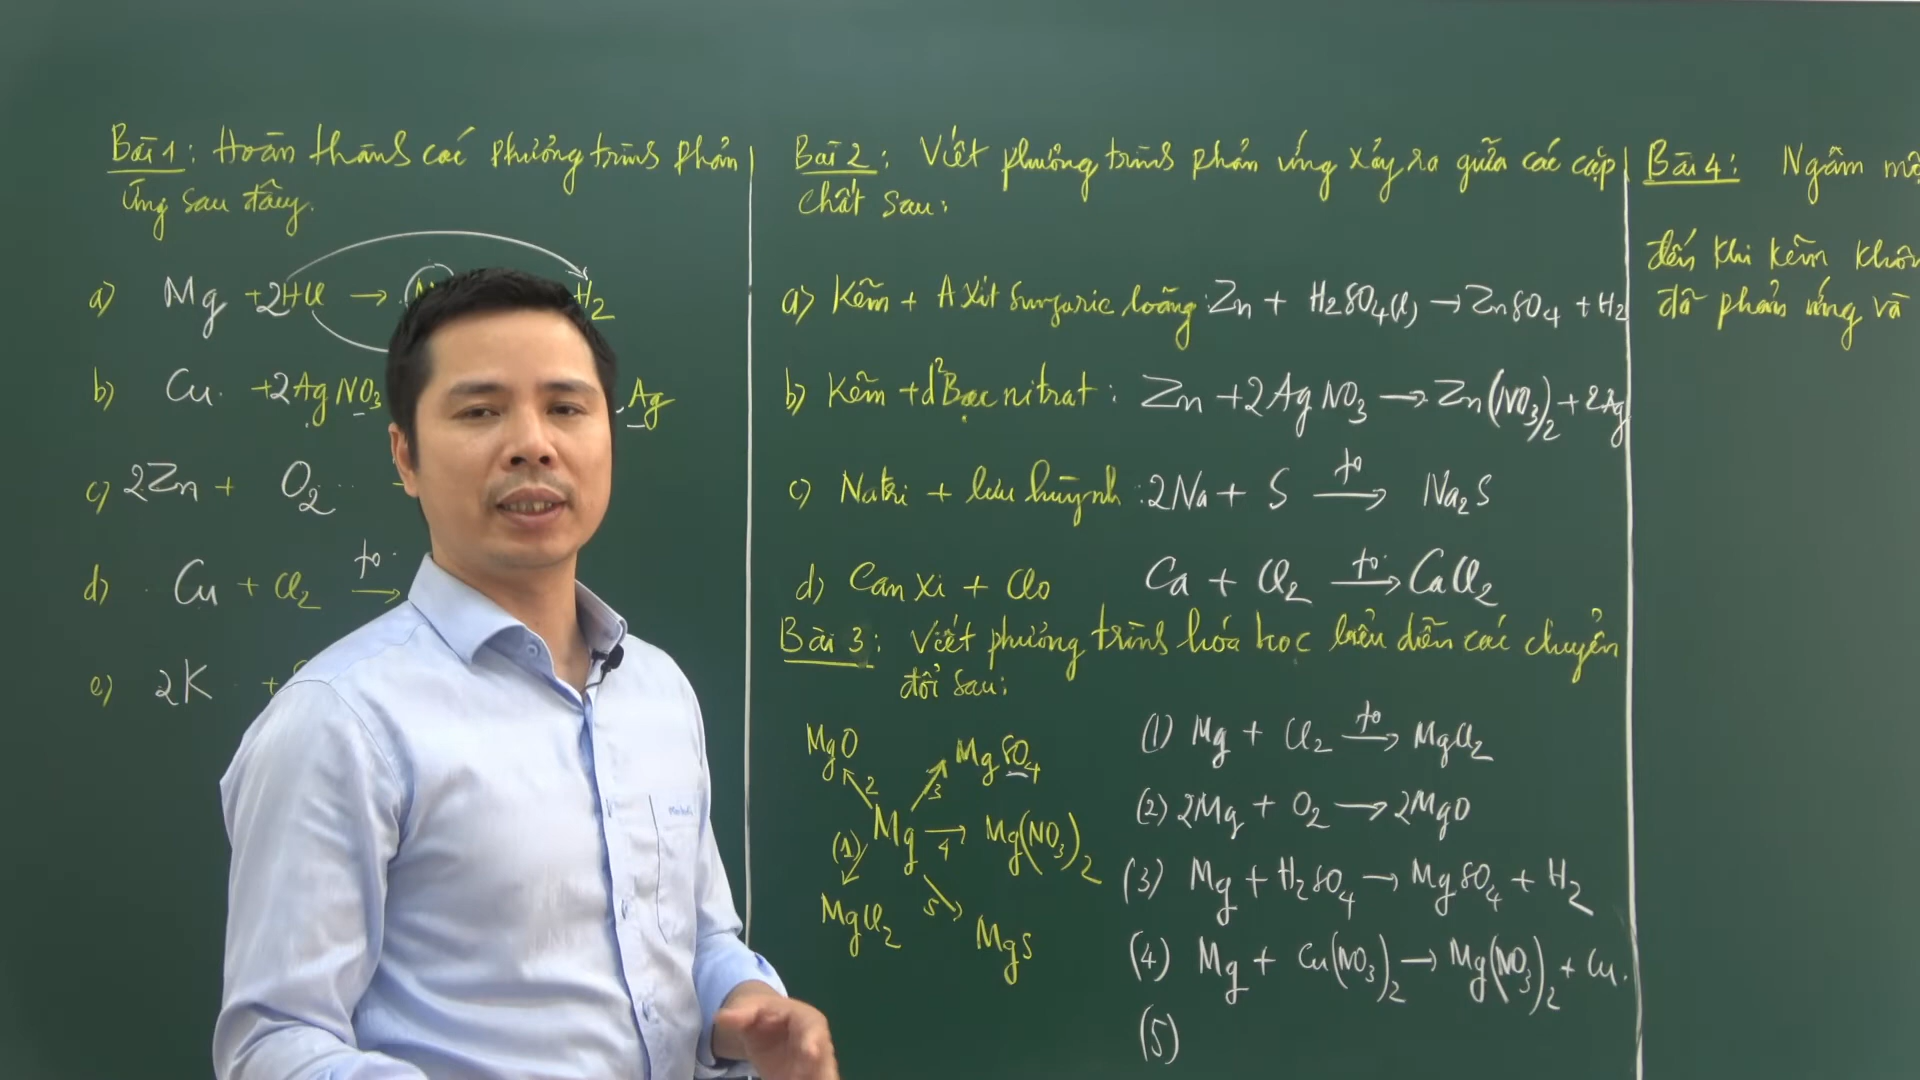 Bài 1: Hoàn thành các phương trình phản
ứng sau đây.
a) Mg + 2HCl → H2
b) Cu + 2AgNO3 Ag
c) 2Zn + O2
d) Cu + Cl2 →to
e) 2K +
Bài 2: Viết phương trình phản ứng xảy ra giữa các cặp
chất sau:
a) Kẽm + Axit sunfuric loãng: Zn + H2SO4(l) → ZnSO4 + H2
b) Kẽm + d² Bạc nitrat: Zn + 2AgNO3 → Zn(NO3)2 + 2Ag
c) Natri + lưu huỳnh: 2Na + S →to Na2S
d) Canxi + Clo Ca + Cl2 →to CaCl2
Bài 3: Viết phương trình hóa học biểu diễn các chuyển
đổi sau:
MgO
2
MgSO4
3
Mg
4
Mg(NO3)2
(1)
MgCl2
5
MgS
(1) Mg + Cl2 →to MgCl2
(2) 2Mg + O2 → 2MgO
(3) Mg + H2SO4 → MgSO4 + H2
(4) Mg + Cu(NO3)2 → Mg(NO3)2 + Cu.
(5)
Bài 4: Ngâm
đến khi kẽm
đã phản ứng và